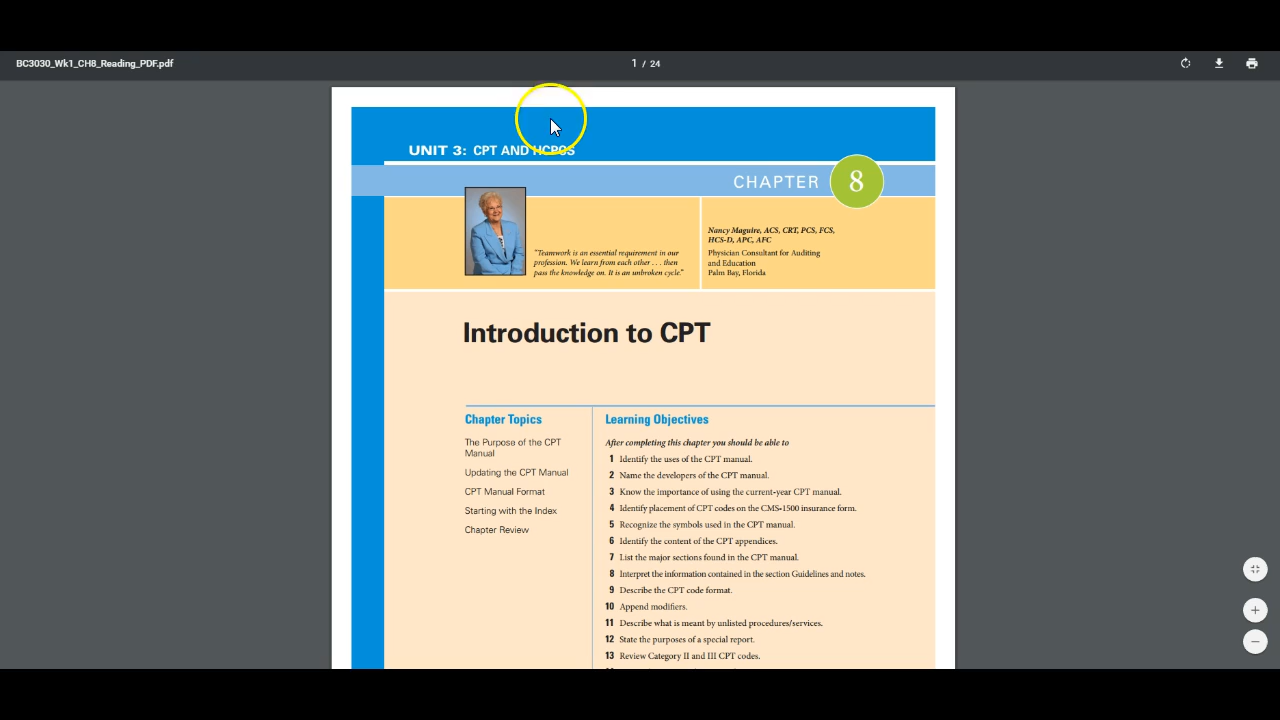 BC3030_Wk1_CH8_Reading_PDF.pdf
1 / 24
UNIT 3: CPT AND HCPCS
CHAPTER 8
"Teamwork is an essential requirement in our
profession. We learn from each other . . . then
pass the knowledge on. It is an unbroken cycle."
Nancy Maguire, ACS, CRT, PCS, FCS,
HCS-D, APC, AFC
Physician Consultant for Auditing
and Education
Palm Bay, Florida
Introduction to CPT
Chapter Topics
The Purpose of the CPT
Manual
Updating the CPT Manual
CPT Manual Format
Starting with the Index
Chapter Review
Learning Objectives
After completing this chapter you should be able to
1 Identify the uses of the CPT manual.
2 Name the developers of the CPT manual.
3 Know the importance of using the current-year CPT manual.
4 Identify placement of CPT codes on the CMS-1500 insurance form.
5 Recognize the symbols used in the CPT manual.
6 Identify the content of the CPT appendices.
7 List the major sections found in the CPT manual.
8 Interpret the information contained in the section Guidelines and notes.
9 Describe the CPT code format.
10 Append modifiers.
11 Describe what is meant by unlisted procedures/services.
12 State the purposes of a special report.
13 Review Category II and III CPT codes.